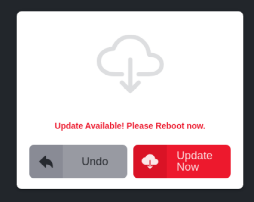 Update Available! Please Reboot now.
Undo
Update
Now